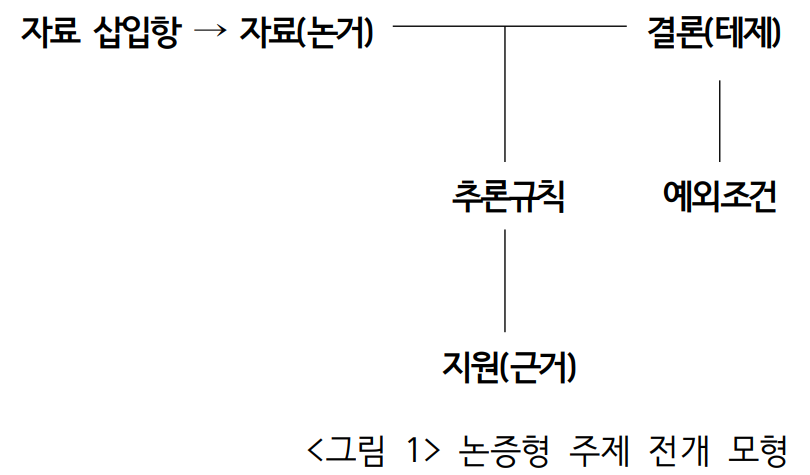 자료 삽입항 → 자료(논거) 결론(테제)
추론규칙 예외조건
지원(근거)
<그림 1> 논증형 주제 전개 모형